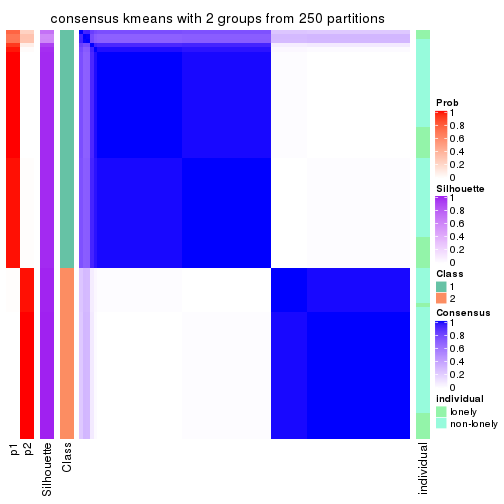 consensus kmeans with 2 groups from 250 partitions
Prob
1
0.8
0.6
0.4
0.2
0
Silhouette
1
0.8
0.6
0.4
0.2
0
Class
1
2
Consensus
1
0.8
0.6
0.4
0.2
0
individual
lonely
non-lonely
p1
p2
Silhouette
Class
individual